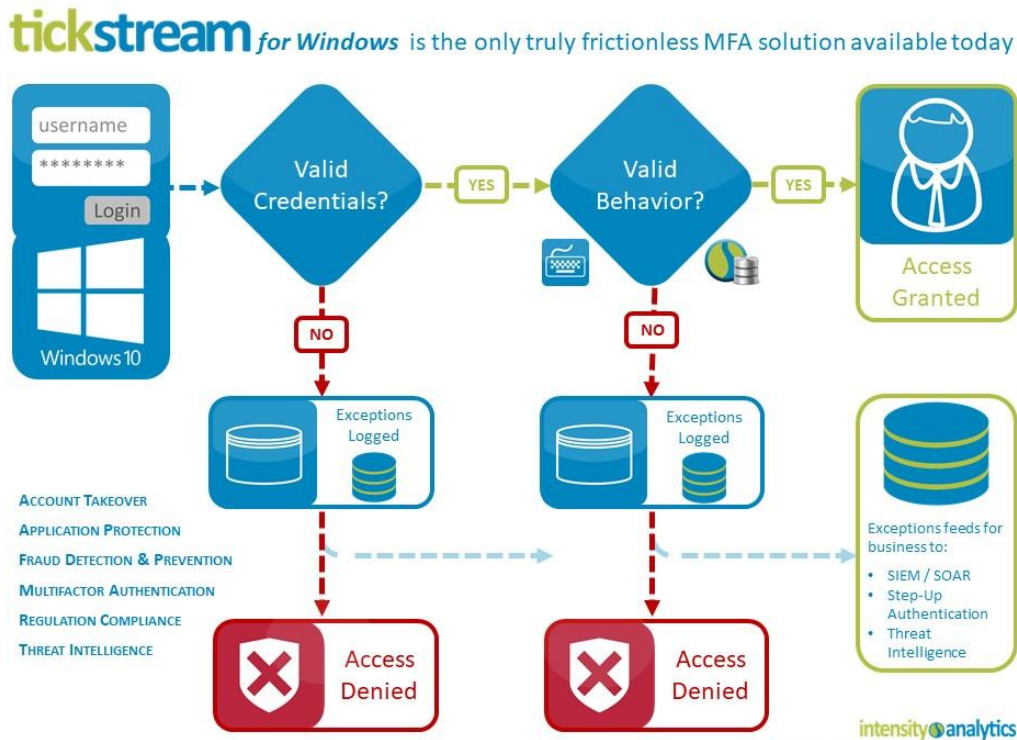 tickstream for Windows is the only truly frictionless MFA solution available today
username
********
Login
Windows 10
Valid
Credentials?
YES
Valid
Behavior?
YES
Access
Granted
NO
NO
Exceptions
Logged
Exceptions
Logged
ACCOUNT TAKEOVER
APPLICATION PROTECTION
FRAUD DETECTION & PREVENTION
MULTIFACTOR AUTHENTICATION
REGULATION COMPLIANCE
THREAT INTELLIGENCE
Access
Denied
Access
Denied
Exceptions feeds for
business to:
• SIEM / SOAR
• Step-Up
Authentication
• Threat
Intelligence
intensity analytics